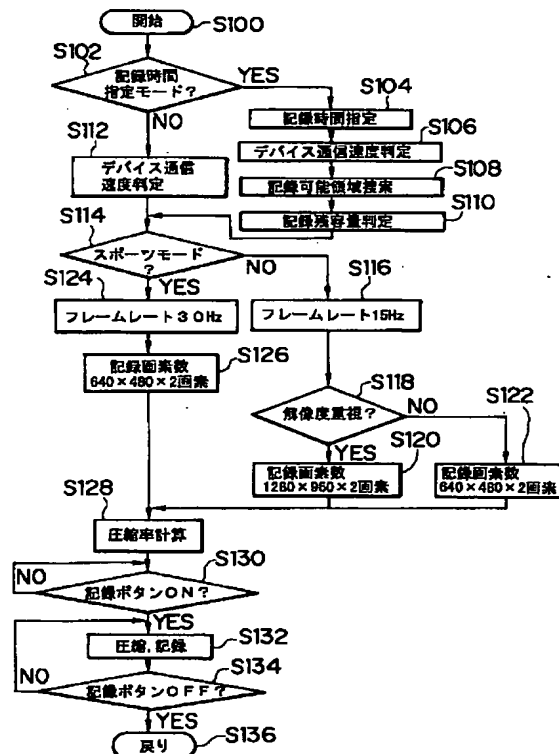 開始
S100
S102
記録時間
指定モード?
YES
NO
S104
記録時間指定
S106
デバイス通信速度判定
S108
記録可能領域捜索
S110
記録残容量判定
S112
デバイス通信
速度判定
S114
スポーツモード
?
NO
YES
S124
フレームレート30Hz
S126
記録画素数
640×480×2画素
S116
フレームレート15Hz
S118
解像度重視?
NO
YES
S120
記録画素数
1280×960×2画素
S122
記録画素数
640×480×2画素
S128
圧縮率計算
S130
記録ボタンON?
NO
YES
S132
圧縮,記録
S134
記録ボタンOFF?
NO
YES
戻り
S136